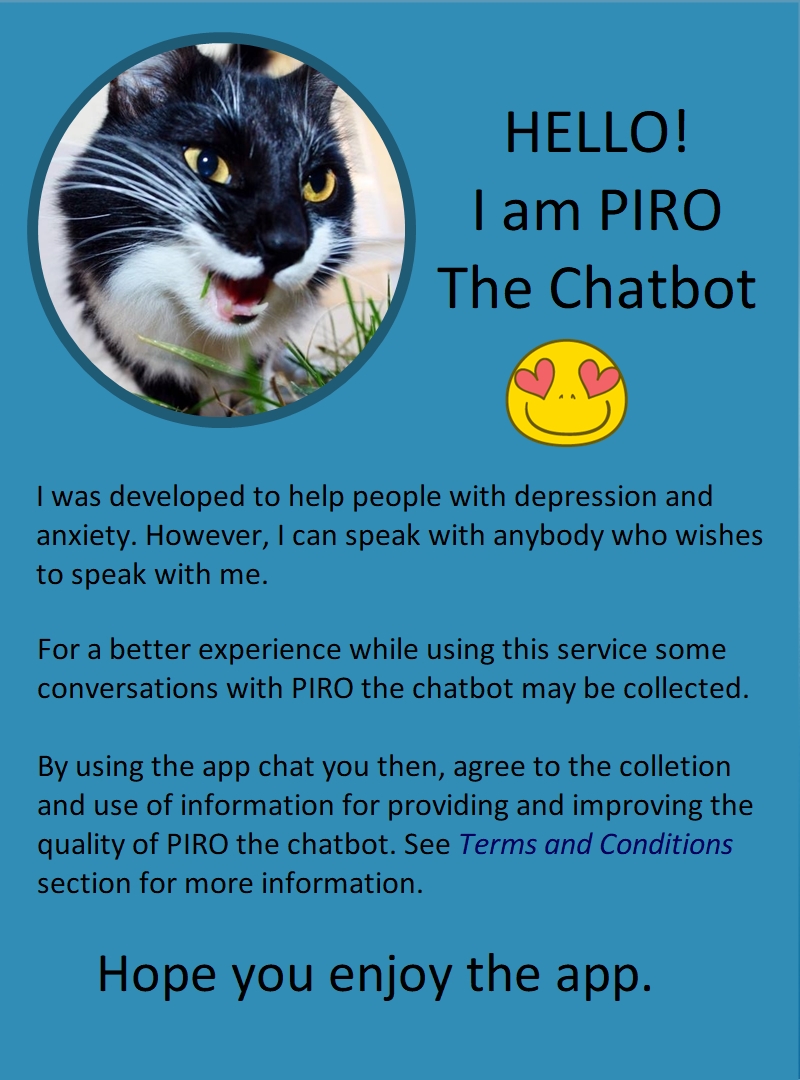 HELLO!
I am PIRO
The Chatbot
I was developed to help people with depression and
anxiety. However, I can speak with anybody who wishes
to speak with me.
For a better experience while using this service some
conversations with PIRO the chatbot may be collected.
By using the app chat you then, agree to the colletion
and use of information for providing and improving the
quality of PIRO the chatbot. See Terms and Conditions
section for more information.
Hope you enjoy the app.